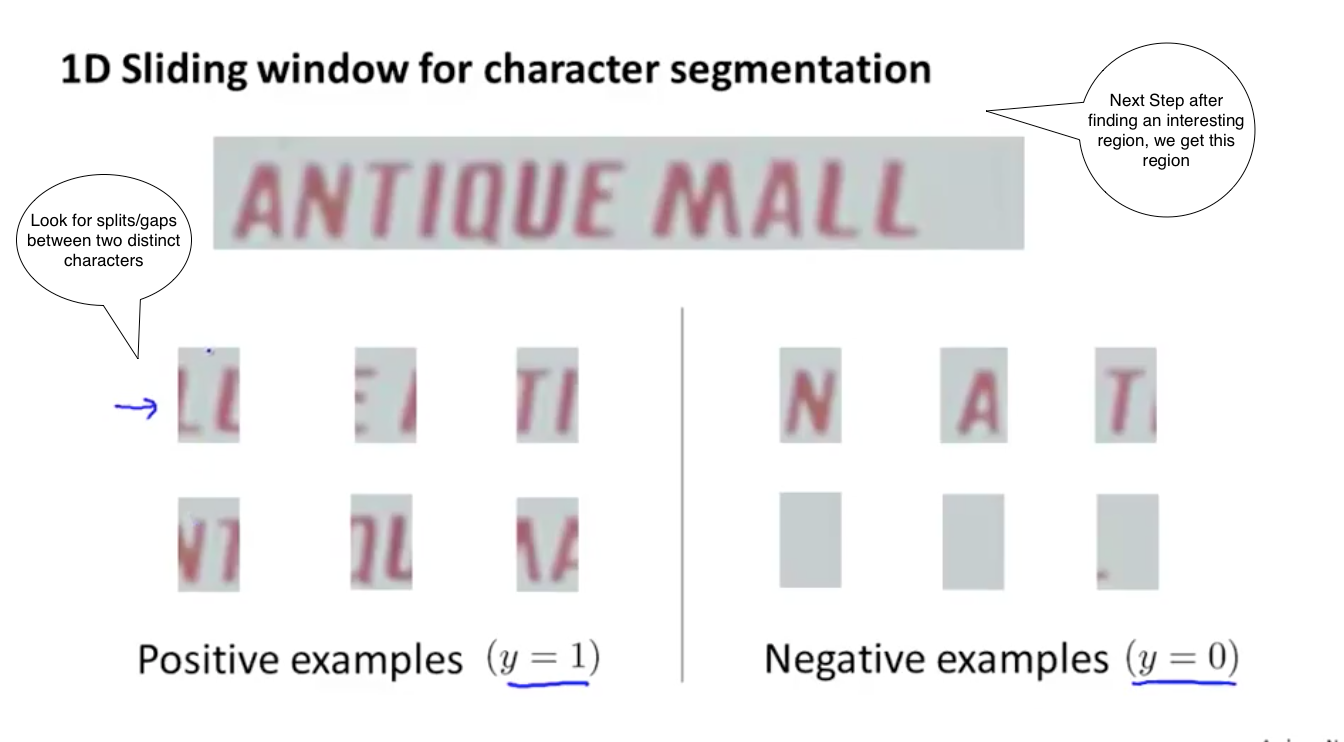 1D Sliding window for character segmentation
Next Step after
finding an interesting
region, we get this
region
ANTIQUE MALL
Look for splits/gaps
between two distinct
characters
LL
E
TI
N
A
T
NT
QU
Positive examples (y = 1)
Negative examples (y = 0)